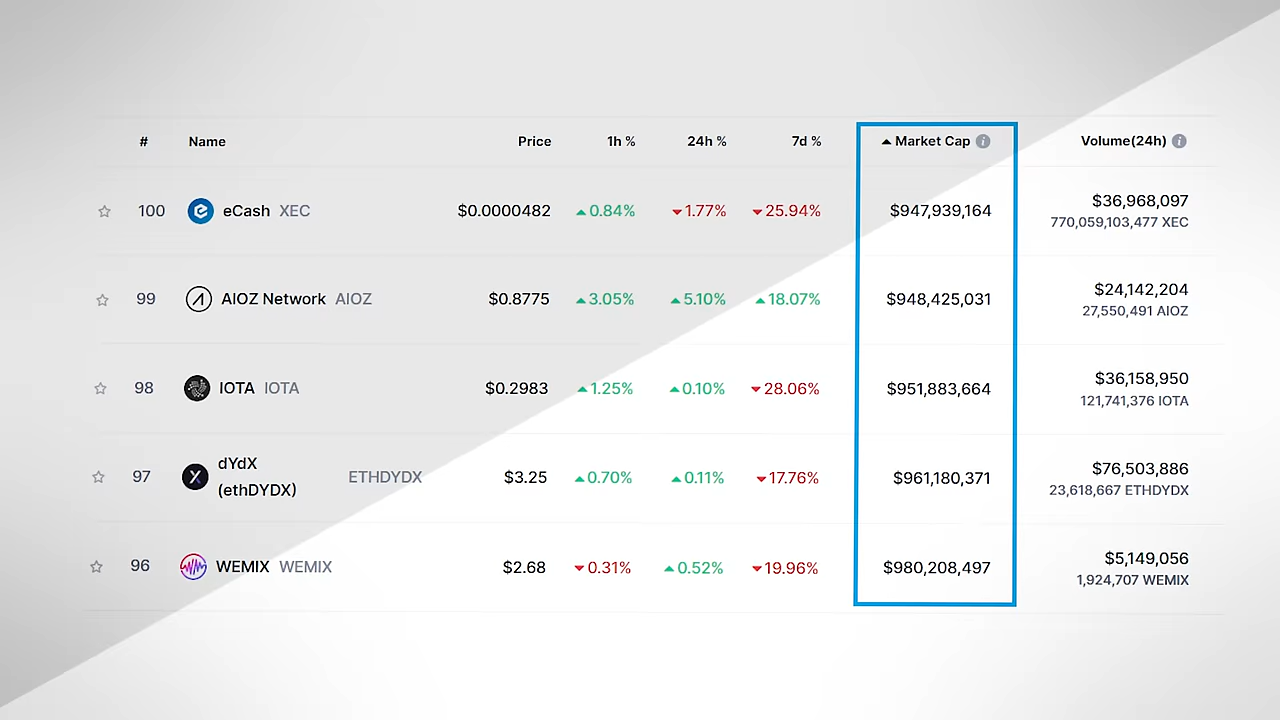 # Name Price 1h % 24h % 7d % Market Cap Volume(24h)
100 eCash XEC $0.0000482 0.84% 1.77% 25.94% $947,939,164 $36,968,097
770,059,103,477 XEC
99 AIOZ Network AIOZ $0.8775 3.05% 5.10% 18.07% $948,425,031 $24,142,204
27,550,491 AIOZ
98 IOTA IOTA $0.2983 1.25% 0.10% 28.06% $951,883,664 $36,158,950
121,741,376 IOTA
97 dYdX
(ethDYDX) ETHDYDX $3.25 0.70% 0.11% 17.76% $961,180,371 $76,503,886
23,618,667 ETHDYDX
96 WEMIX WEMIX $2.68 0.31% 0.52% 19.96% $980,208,497 $5,149,056
1,924,707 WEMIX